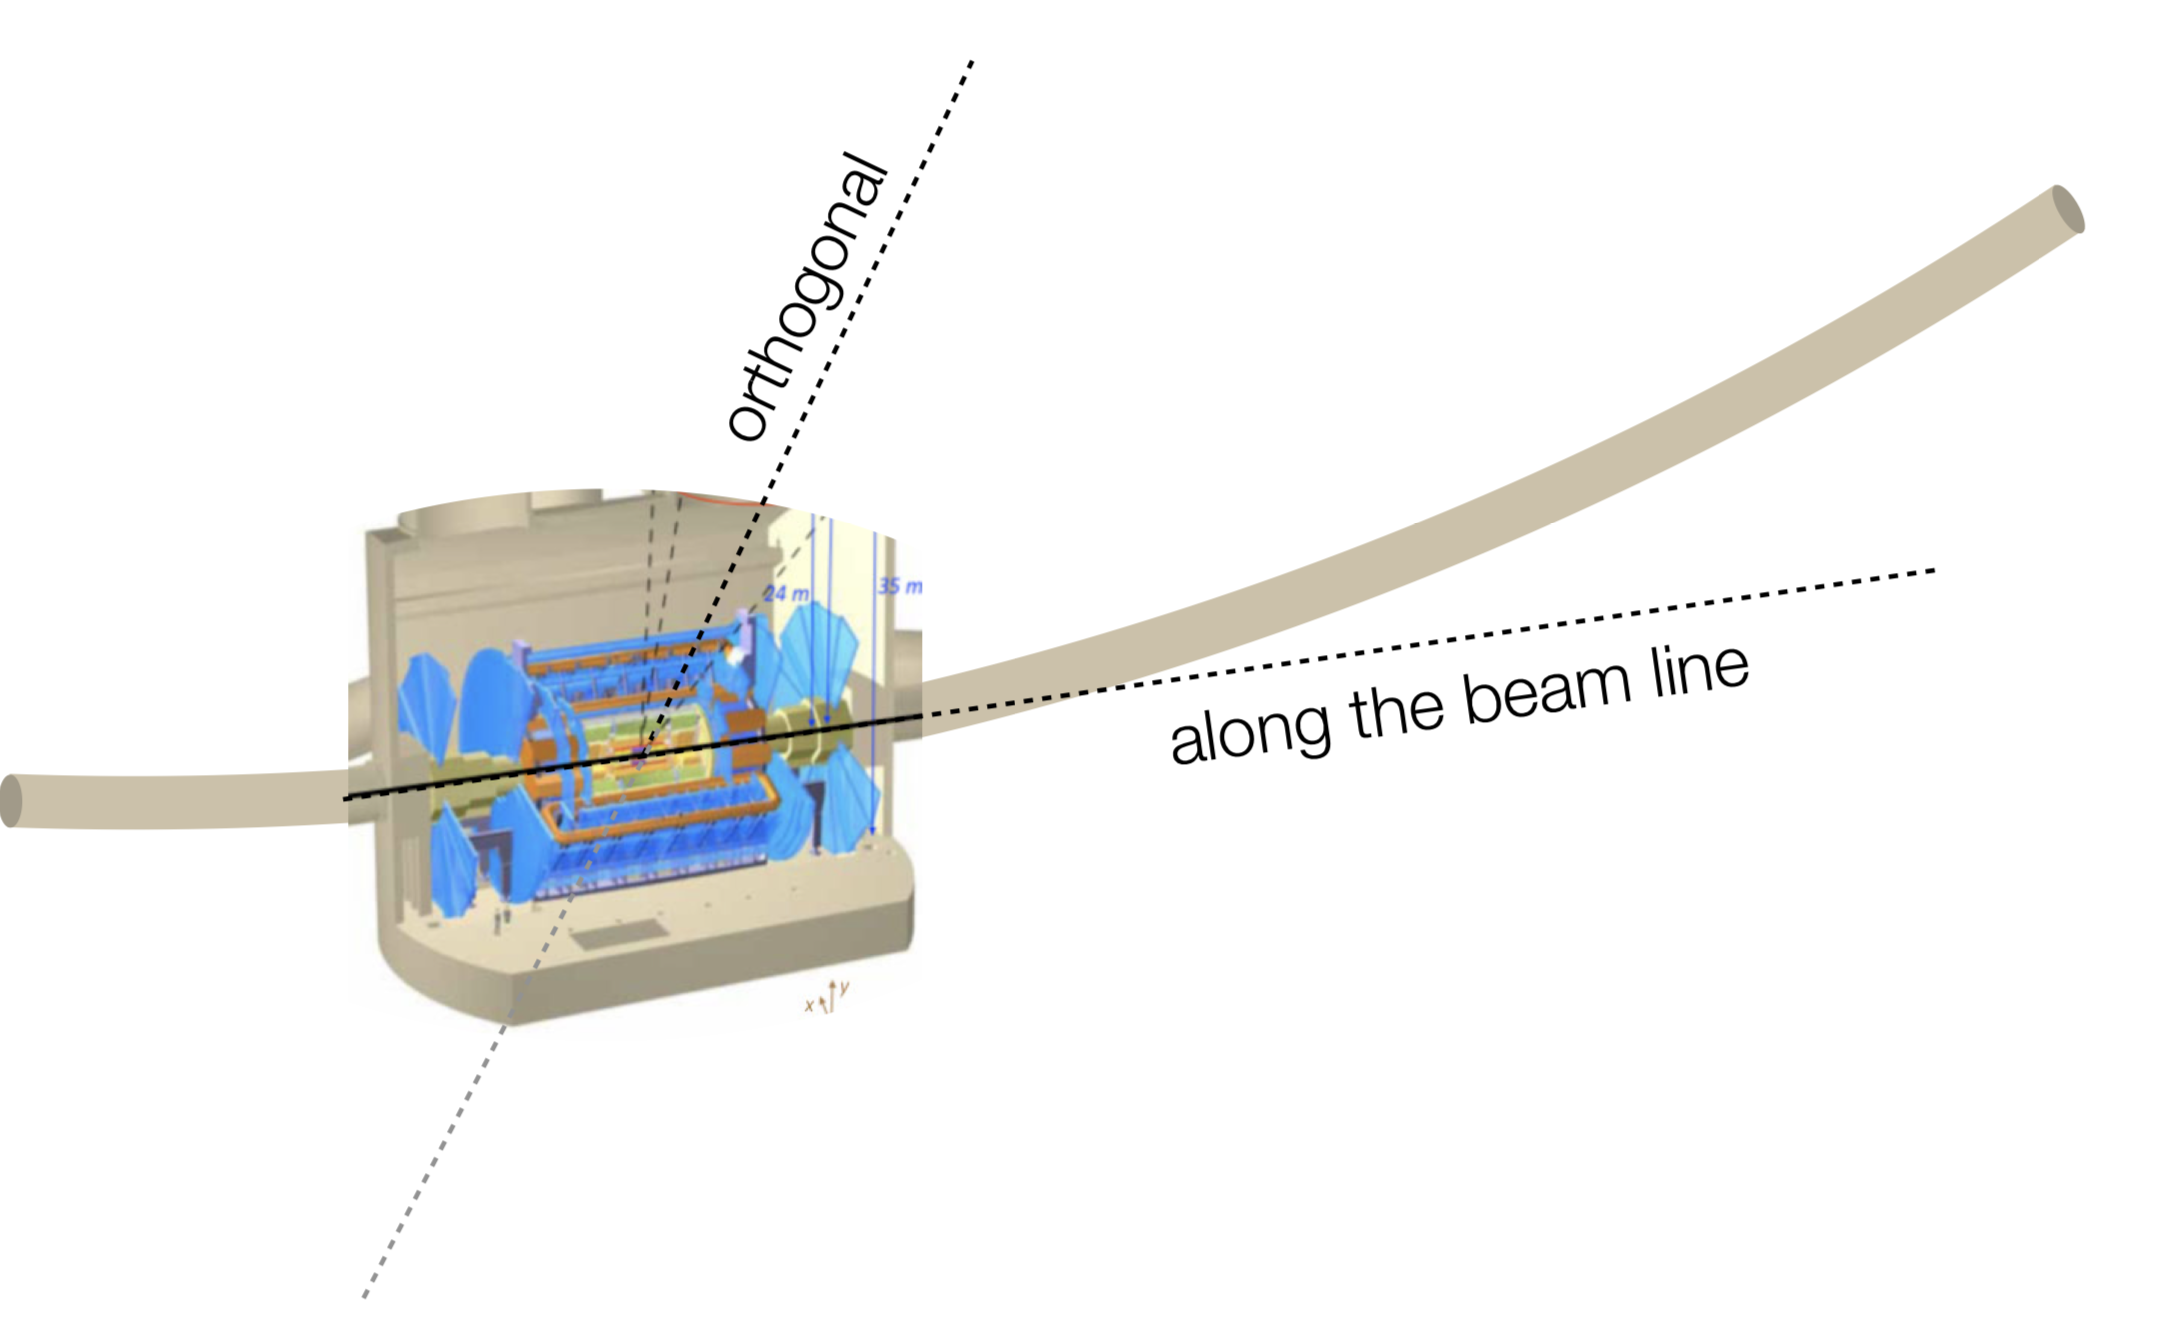 orthogonal
24 m
35 m
along the beam line
x
y